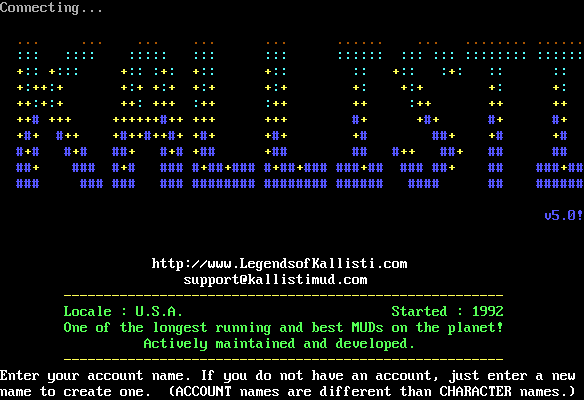 Connecting...
KALLISTI
v5.0!
http://www.LegendsofKallisti.com
support@kallistimud.com
Locale : U.S.A. Started : 1992
One of the longest running and best MUDs on the planet!
Actively maintained and developed.
Enter your account name. If you do not have an account, just enter a new
name to create one. (ACCOUNT names are different than CHARACTER names.)